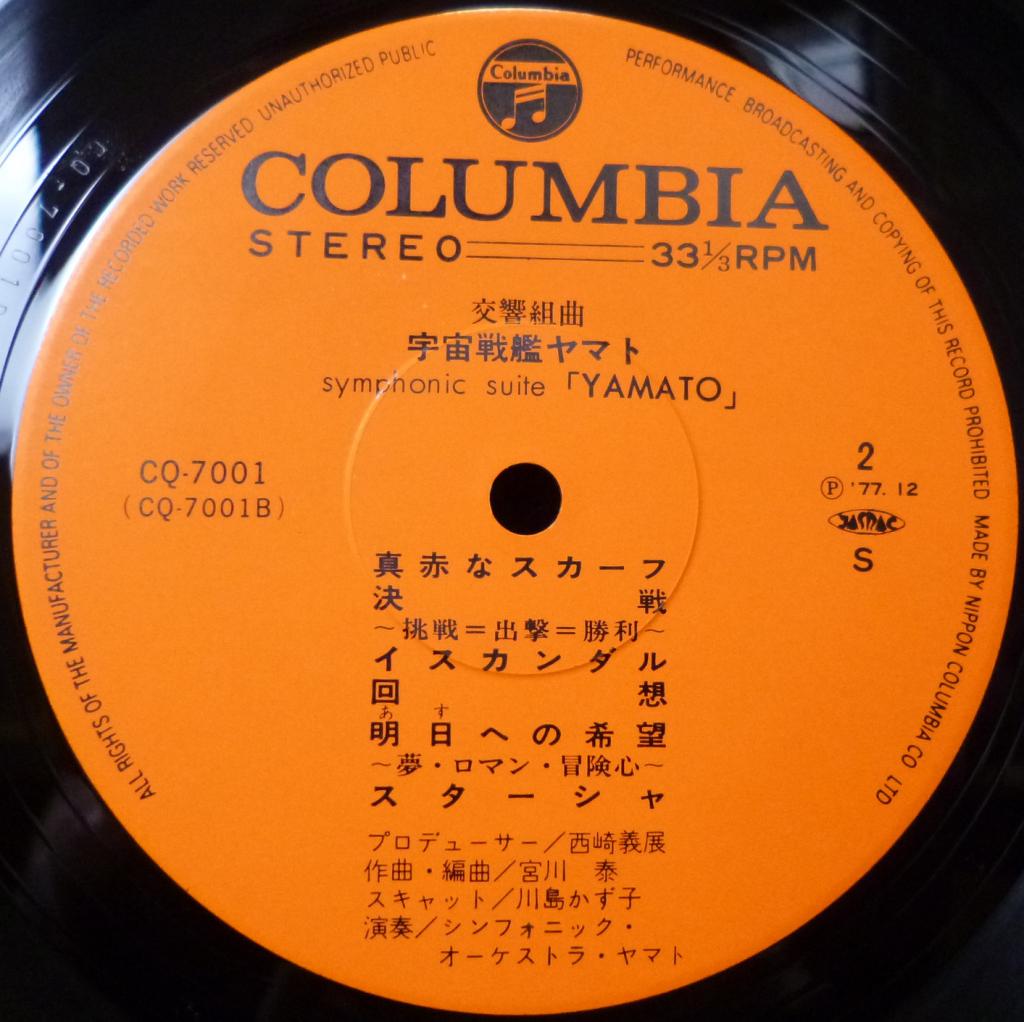 Columbia
ALL RIGHTS OF THE MANUFACTURER AND OF THE OWNER OF THE RECORDED WORK RESERVED UNAUTHORIZED PUBLIC PERFORMANCE BROADCASTING AND COPYING OF THIS RECORD PROHIBITED MADE BY NIPPON COLUMBIA CO LTD
COLUMBIA
STEREO 33⅓RPM
交響組曲
宇宙戦艦ヤマト
symphonic suite「YAMATO」
CQ-7001
(CQ-7001B)
2
Ⓟ '77. 12
JASRAC
S
真赤なスカーフ
決戦
～挑戦＝出撃＝勝利～
イスカンダル
回想
あす
明日への希望
～夢・ロマン・冒険心～
スターシャ
プロデューサー／西崎義展
作曲・編曲／宮川 泰
スキャット／川島かず子
演奏／シンフォニック・
オーケストラ・ヤマト